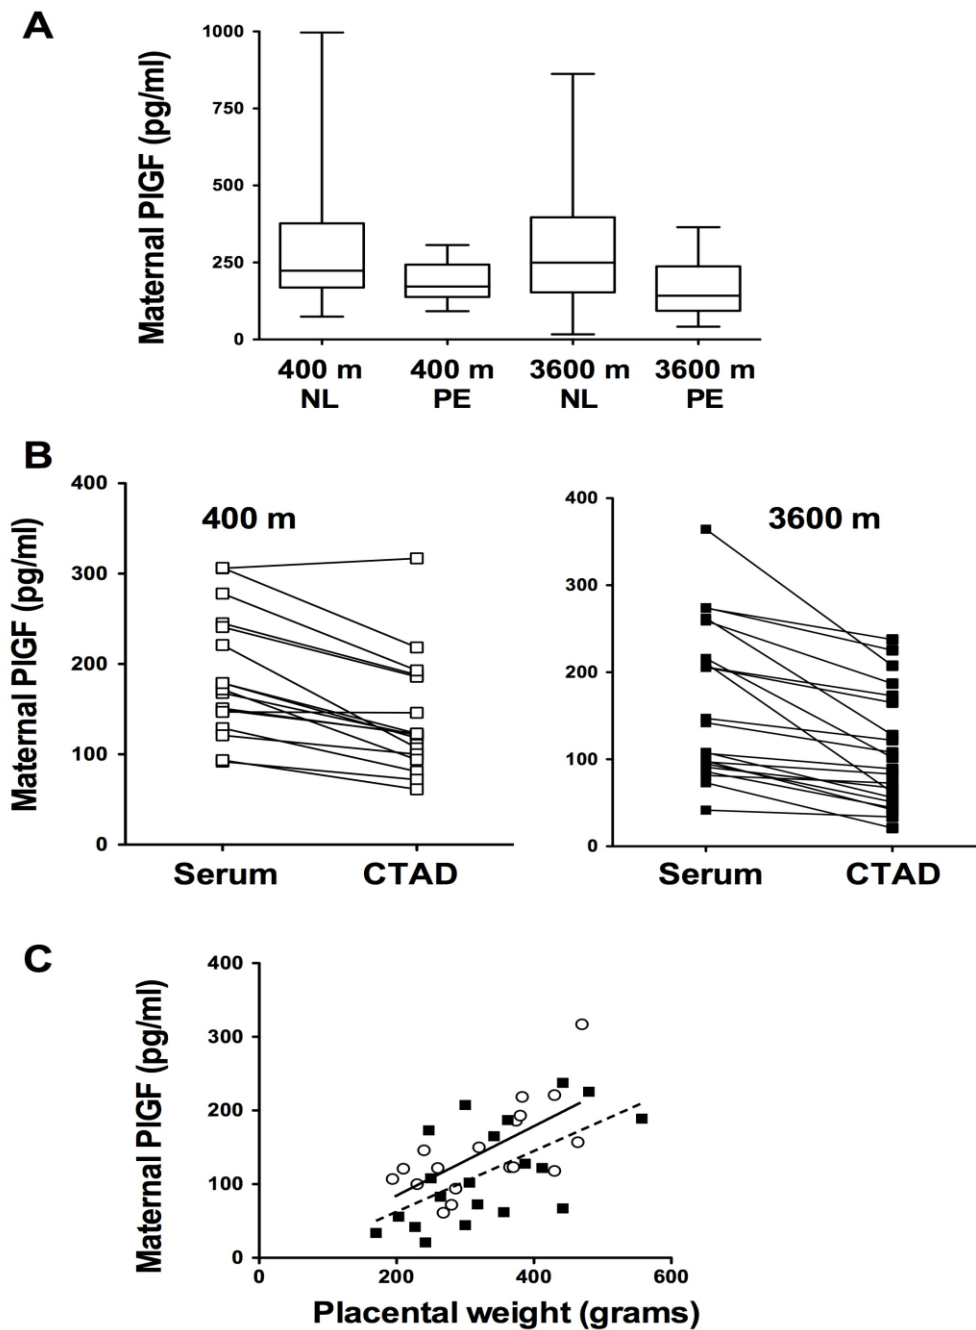 A
Maternal PlGF (pg/ml)
1000
750
500
250
0
400 m
NL
400 m
PE
3600 m
NL
3600 m
PE
B
Maternal PlGF (pg/ml)
400
300
200
100
0
400 m
Serum
CTAD
400
300
200
100
0
3600 m
Serum
CTAD
C
Maternal PlGF (pg/ml)
400
300
200
100
0
0
200
400
600
Placental weight (grams)